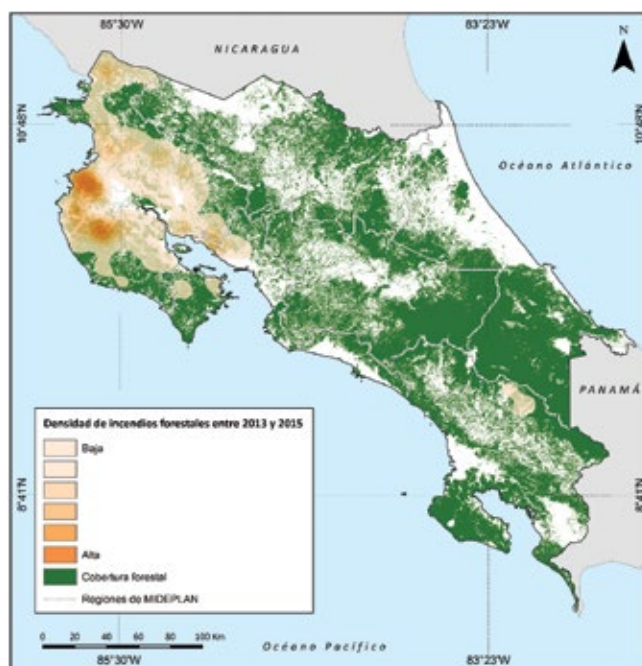 85°30'W
83°23'W
N
NICARAGUA
10°48'N
10°48'N
Océano Atlántico
PANAMÁ
Densidad de incendios forestales entre 2013 y 2015
Baja
Alta
Cobertura forestal
Regiones de MIDEPLAN
8°41'N
8°41'N
0 20 40 60 80 100 Km
Océano Pacífico
85°30'W
83°23'W